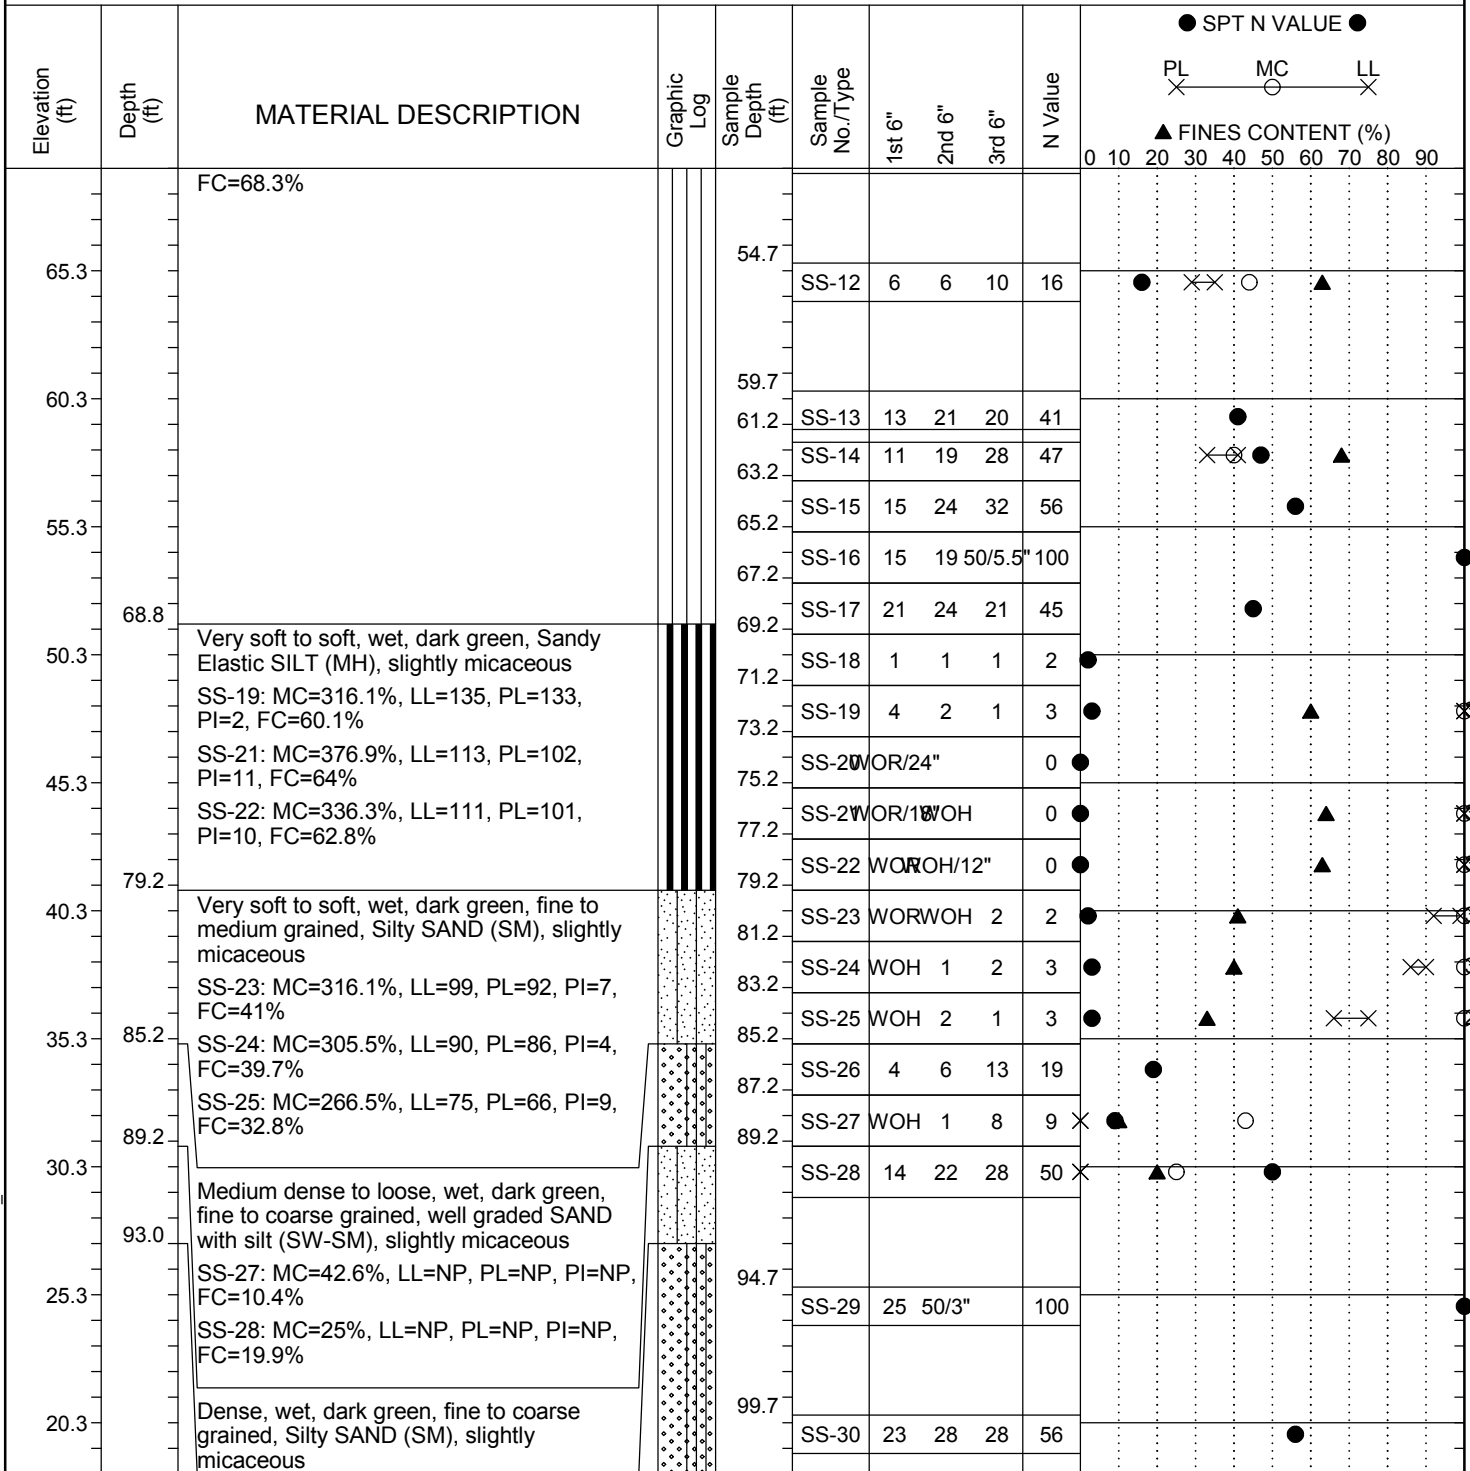 ● SPT N VALUE ●
PL MC LL
▲ FINES CONTENT (%)
0 10 20 30 40 50 60 70 80 90
Elevation (ft)
Depth (ft)
MATERIAL DESCRIPTION
Graphic Log
Sample Depth (ft)
Sample No./Type
1st 6"
2nd 6"
3rd 6"
N Value
FC=68.3%
54.7
65.3
SS-12 6 6 10 16
59.7
60.3
61.2 SS-13 13 21 20 41
SS-14 11 19 28 47
63.2
SS-15 15 24 32 56
55.3
65.2
SS-16 15 19 50/5.5" 100
67.2
68.8
SS-17 21 24 21 45
69.2
Very soft to soft, wet, dark green, Sandy
Elastic SILT (MH), slightly micaceous
50.3
SS-18 1 1 1 2
71.2
SS-19: MC=316.1%, LL=135, PL=133,
PI=2, FC=60.1%
SS-19 4 2 1 3
73.2
SS-21: MC=376.9%, LL=113, PL=102,
PI=11, FC=64%
SS-20 WOR/24" 0
45.3
75.2
SS-22: MC=336.3%, LL=111, PL=101,
PI=10, FC=62.8%
SS-21 WOR/18" WOH 0
77.2
SS-22 WOR WOH/12" 0
79.2
79.2
Very soft to soft, wet, dark green, fine to
medium grained, Silty SAND (SM), slightly
micaceous
40.3
SS-23 WOR WOH 2 2
81.2
SS-23: MC=316.1%, LL=99, PL=92, PI=7,
FC=41%
SS-24 WOH 1 2 3
83.2
SS-24: MC=305.5%, LL=90, PL=86, PI=4,
FC=39.7%
SS-25 WOH 2 1 3
35.3
85.2
85.2
SS-25: MC=266.5%, LL=75, PL=66, PI=9,
FC=32.8%
SS-26 4 6 13 19
87.2
SS-27 WOH 1 8 9
89.2
89.2
30.3
SS-28 14 22 28 50
Medium dense to loose, wet, dark green,
fine to coarse grained, well graded SAND
with silt (SW-SM), slightly micaceous
93.0
SS-27: MC=42.6%, LL=NP, PL=NP, PI=NP,
FC=10.4%
94.7
25.3
SS-29 25 50/3" 100
SS-28: MC=25%, LL=NP, PL=NP, PI=NP,
FC=19.9%
99.7
Dense, wet, dark green, fine to coarse
grained, Silty SAND (SM), slightly
micaceous
20.3
SS-30 23 28 28 56